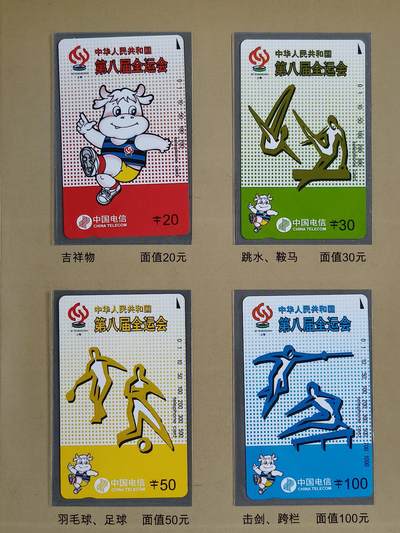 中华人民共和国
第八届全运会
中国电信
CHINA TELECOM
20
吉祥物 面值20元
中华人民共和国
第八届全运会
中国电信
CHINA TELECOM
30
跳水、鞍马 面值30元
中华人民共和国
第八届全运会
中国电信
CHINA TELECOM
50
羽毛球、足球 面值50元
中华人民共和国
第八届全运会
中国电信
CHINA TELECOM
100
击剑、跨栏 面值100元